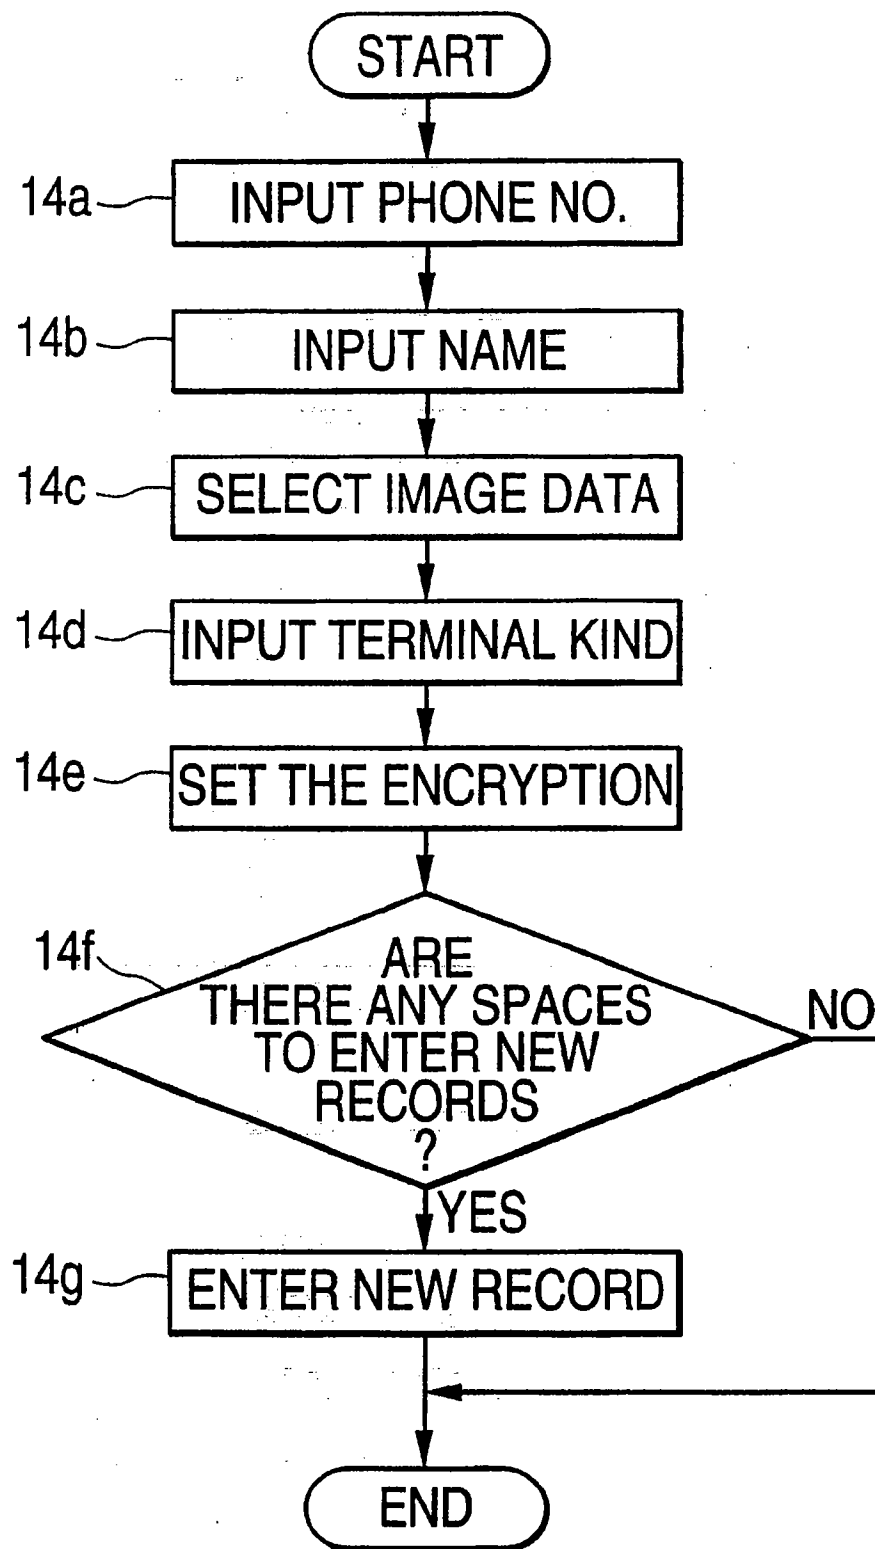 START
14a
INPUT PHONE NO.
14b
INPUT NAME
14c
SELECT IMAGE DATA
14d
INPUT TERMINAL KIND
14e
SET THE ENCRYPTION
14f
ARE
THERE ANY SPACES
TO ENTER NEW
RECORDS
?
NO
YES
14g
ENTER NEW RECORD
END